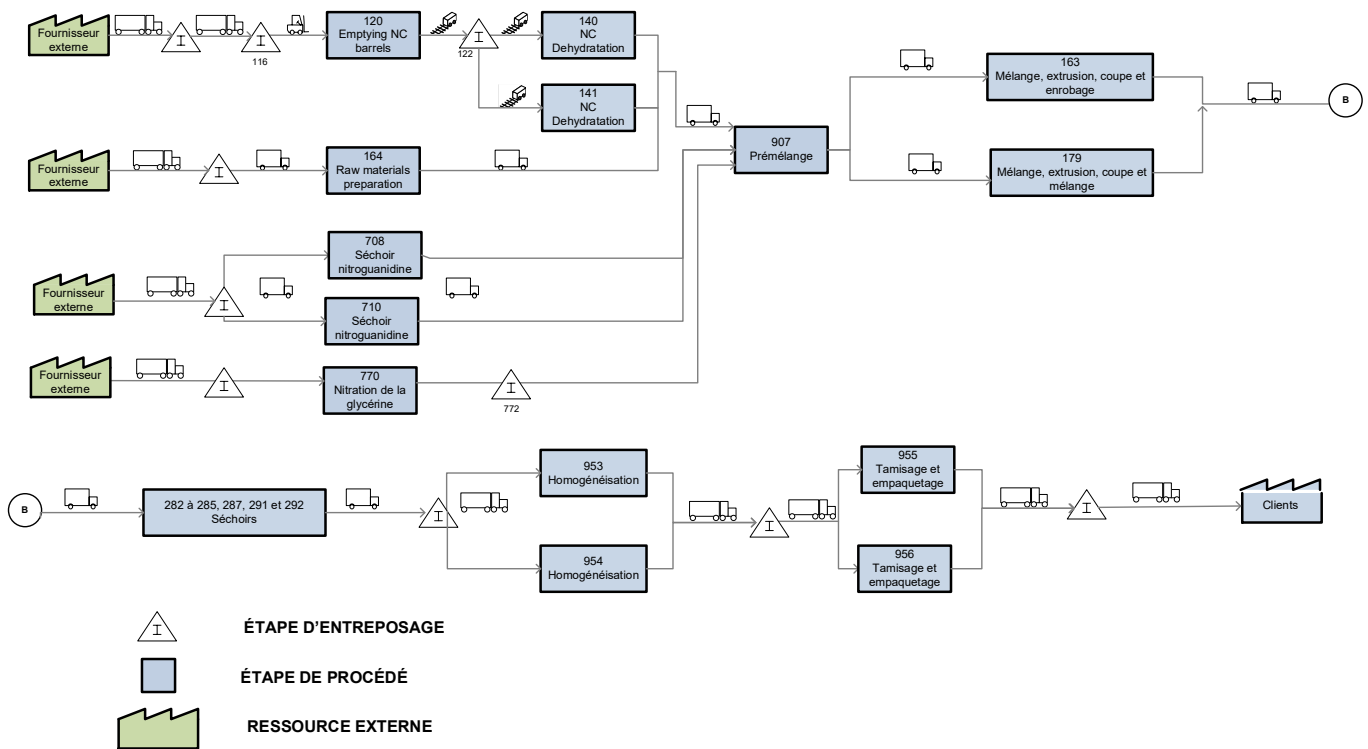 Fournisseur
externe
116
120
Emptying NC
barrels
122
140
NC
Dehydratation
141
NC
Dehydratation
Fournisseur
externe
164
Raw materials
preparation
907
Prémélange
163
Mélange, extrusion, coupe et
enrobage
179
Mélange, extrusion, coupe et
mélange
B
Fournisseur
externe
708
Séchoir
nitroguanidine
710
Séchoir
nitroguanidine
Fournisseur
externe
770
Nitration de la
glycérine
772
B
282 à 285, 287, 291 et 292
Séchoirs
953
Homogénéisation
954
Homogénéisation
955
Tamisage et
empaquetage
956
Tamisage et
empaquetage
Clients
I
ÉTAPE D'ENTREPOSAGE
ÉTAPE DE PROCÉDÉ
RESSOURCE EXTERNE